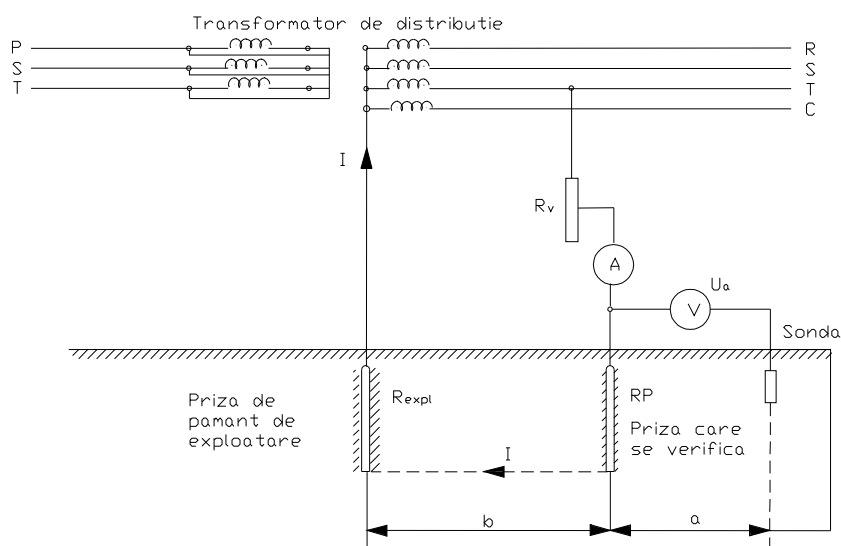 Transformator de distributie
P
S
T
R
S
T
C
I
Rv
A
Ua
V
Sonda
Priza de
pamant de
exploatare
Rexpl
RP
Priza care
se verifica
I
b
a